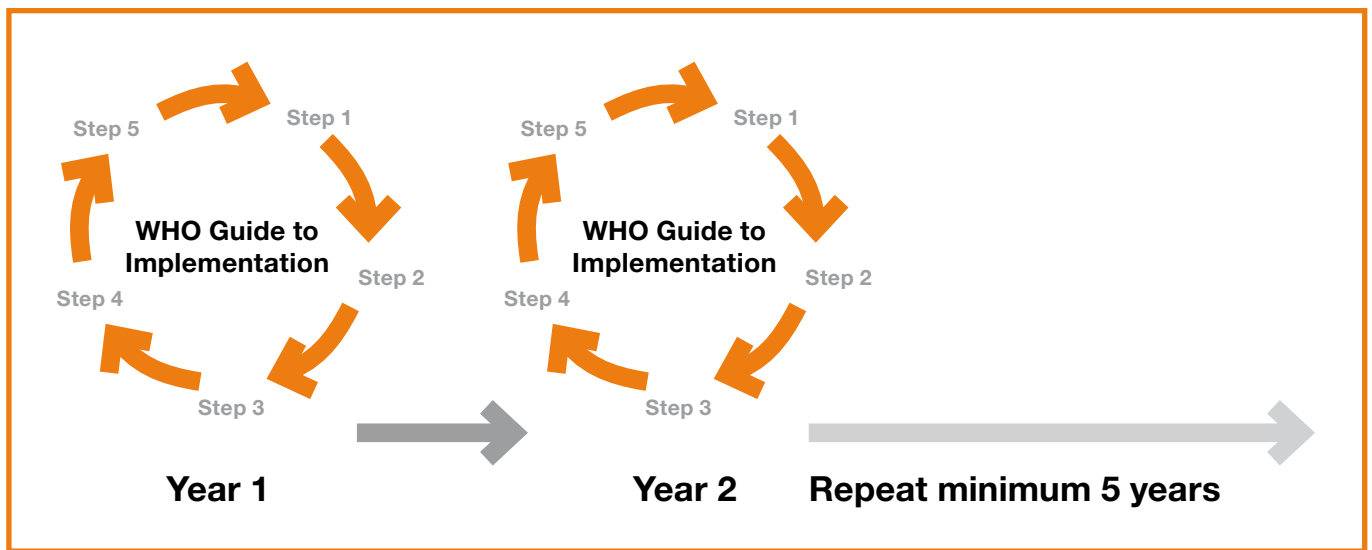 Step 1
Step 2
Step 3
Step 4
Step 5
WHO Guide to
Implementation
Year 1
Step 1
Step 2
Step 3
Step 4
Step 5
WHO Guide to
Implementation
Year 2
Repeat minimum 5 years